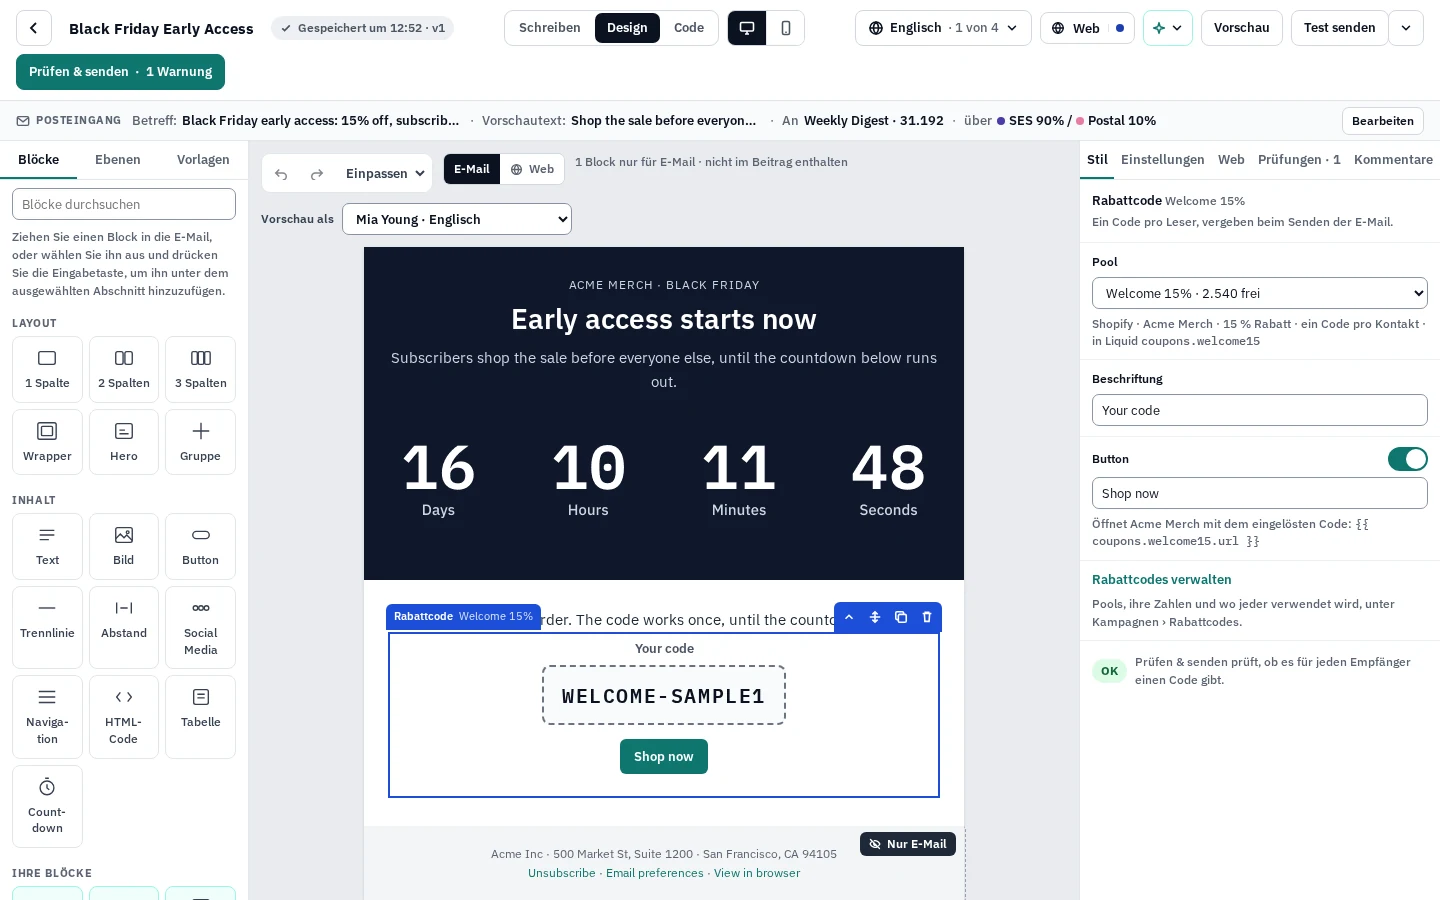 Black Friday Early Access
Gespeichert um 12:52 · v1
Schreiben
Design
Code
Englisch · 1 von 4
Web
Vorschau
Test senden
Prüfen & senden · 1 Warnung
POSTEINGANG
Betreff: Black Friday early access: 15% off, subscrib…
· Vorschautext: Shop the sale before everyon…
· An Weekly Digest · 31.192
· über SES 90% / Postal 10%
Bearbeiten
Blöcke
Ebenen
Vorlagen
Blöcke durchsuchen
Ziehen Sie einen Block in die E-Mail,
oder wählen Sie ihn aus und drücken
Sie die Eingabetaste, um ihn unter dem
ausgewählten Abschnitt hinzuzufügen.
LAYOUT
1 Spalte
2 Spalten
3 Spalten
Wrapper
Hero
Gruppe
INHALT
Text
Bild
Button
Trennlinie
Abstand
Social
Media
Naviga-
tion
HTML-
Code
Tabelle
Count-
down
IHRE BLÖCKE
Einpassen
E-Mail
Web
1 Block nur für E-Mail · nicht im Beitrag enthalten
Vorschau als
Mia Young · Englisch
ACME MERCH · BLACK FRIDAY
Early access starts now
Subscribers shop the sale before everyone else, until the countdown below runs
out.
16
10
11
48
Days
Hours
Minutes
Seconds
Rabattcode Welcome 15%
rder. The code works once, until the countd
Your code
WELCOME-SAMPLE1
Shop now
Nur E-Mail
Acme Inc · 500 Market St, Suite 1200 · San Francisco, CA 94105
Unsubscribe · Email preferences · View in browser
Stil
Einstellungen
Web
Prüfungen · 1
Kommentare
Rabattcode Welcome 15%
Ein Code pro Leser, vergeben beim Senden der E-Mail.
Pool
Welcome 15% · 2.540 frei
Shopify · Acme Merch · 15 % Rabatt · ein Code pro Kontakt ·
in Liquid coupons.welcome15
Beschriftung
Your code
Button
Shop now
Öffnet Acme Merch mit dem eingelösten Code: {{
coupons.welcome15.url }}
Rabattcodes verwalten
Pools, ihre Zahlen und wo jeder verwendet wird, unter
Kampagnen › Rabattcodes.
OK
Prüfen & senden prüft, ob es für jeden Empfänger
einen Code gibt.